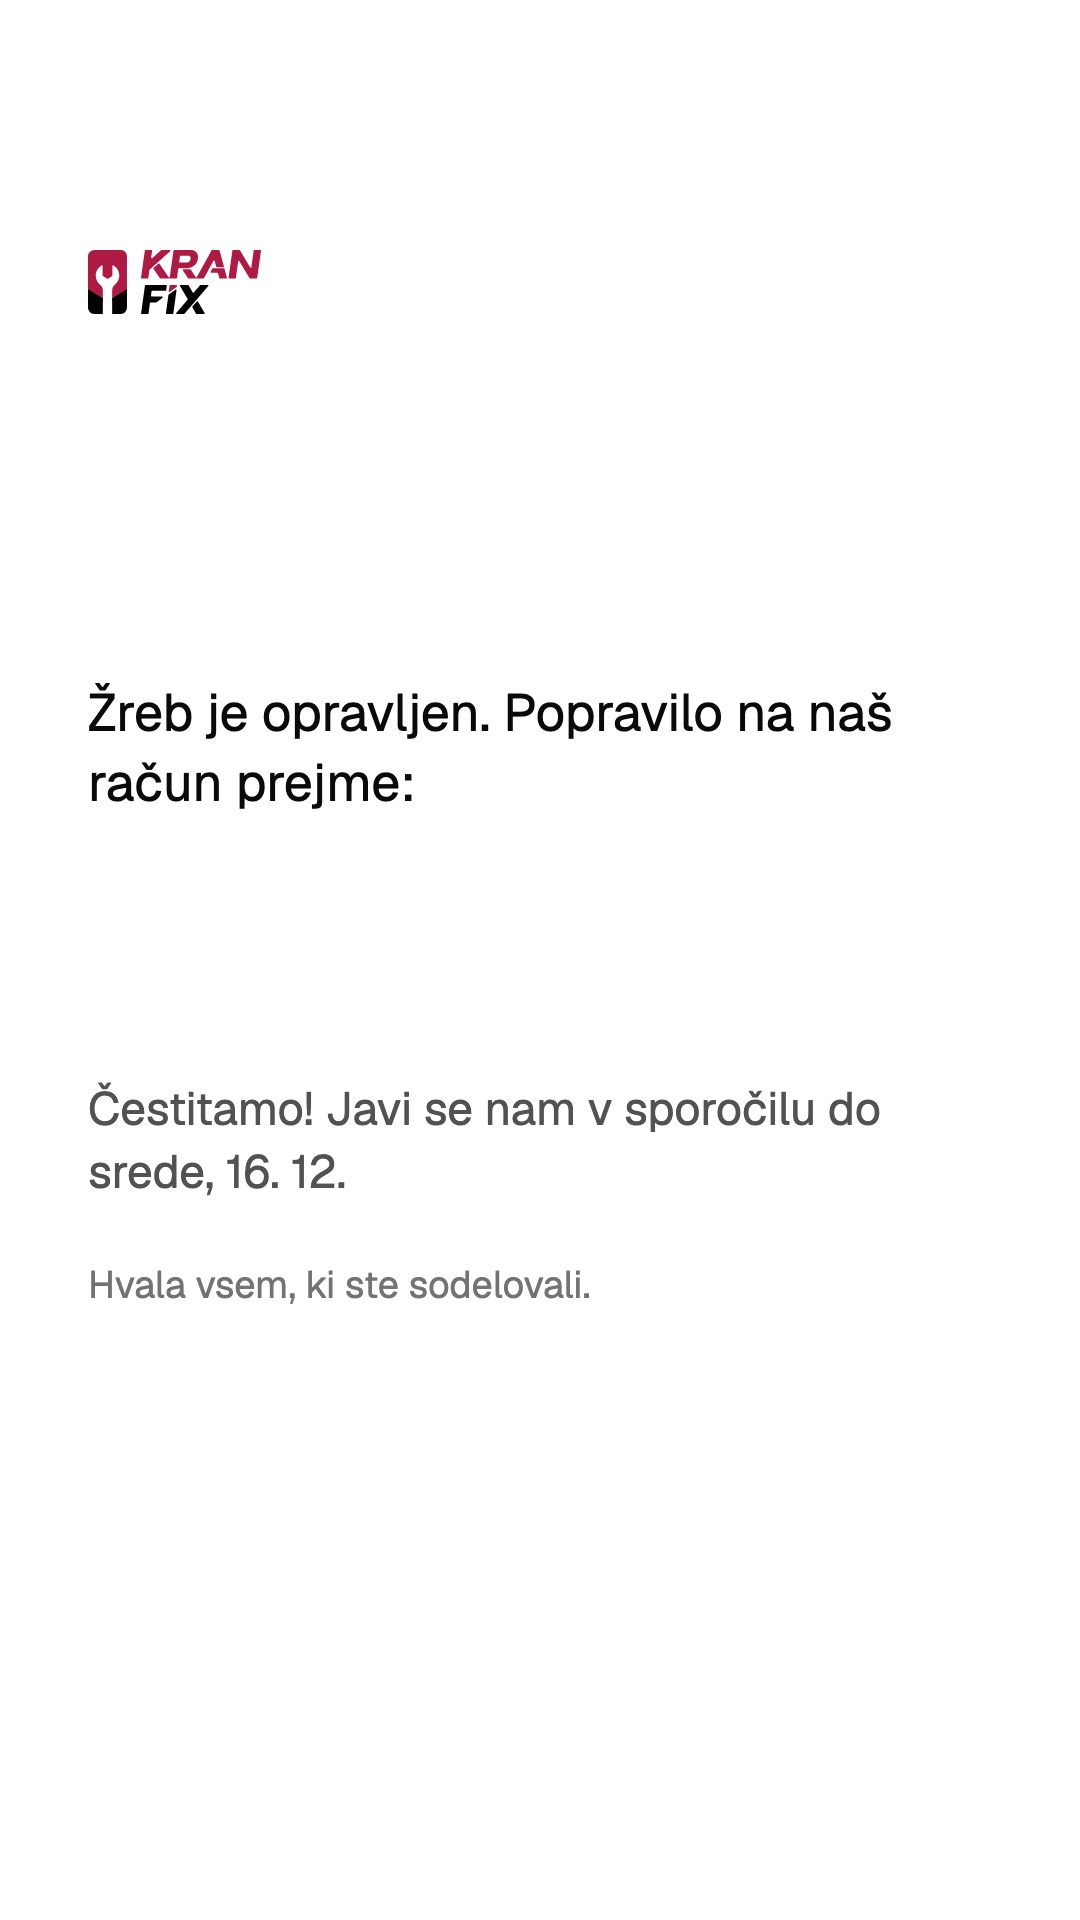 KRAN
FIX
Žreb je opravljen. Popravilo na naš
račun prejme:
Čestitamo! Javi se nam v sporočilu do
srede, 16. 12.
Hvala vsem, ki ste sodelovali.